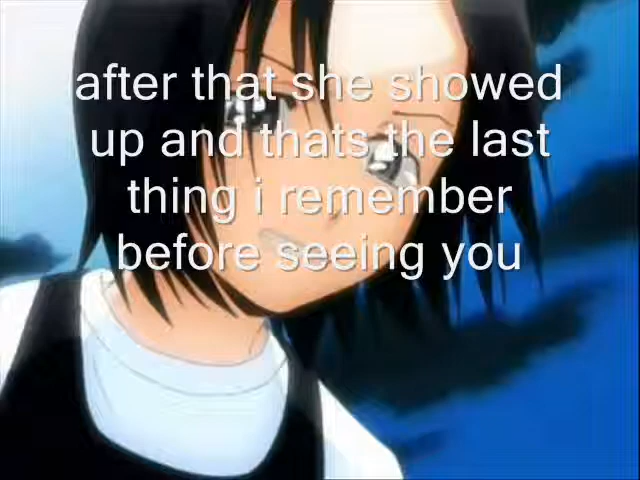 after that she showed
up and thats the last
thing i remember
before seeing you